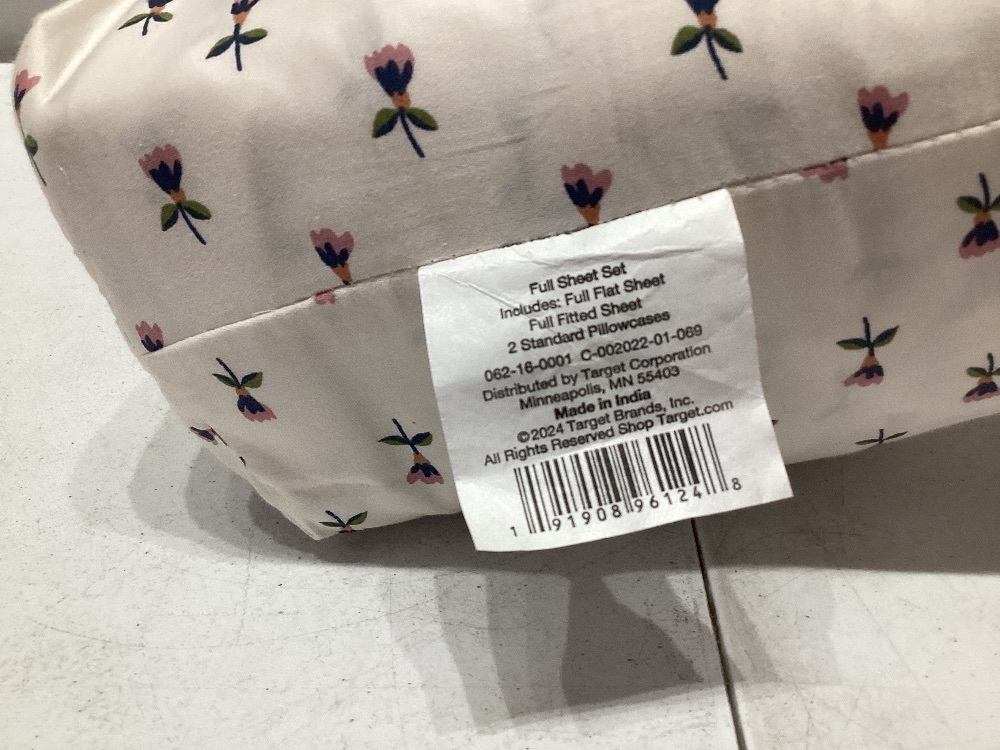 Full Sheet Set
Includes: Full Flat Sheet
Full Fitted Sheet
2 Standard Pillowcases
062-16-0001 C-002022-01-069
Distributed by Target Corporation
Minneapolis, MN 55403
Made in India
©2024 Target Brands, Inc.
All Rights Reserved Shop Target.com
1 91908 96124 8